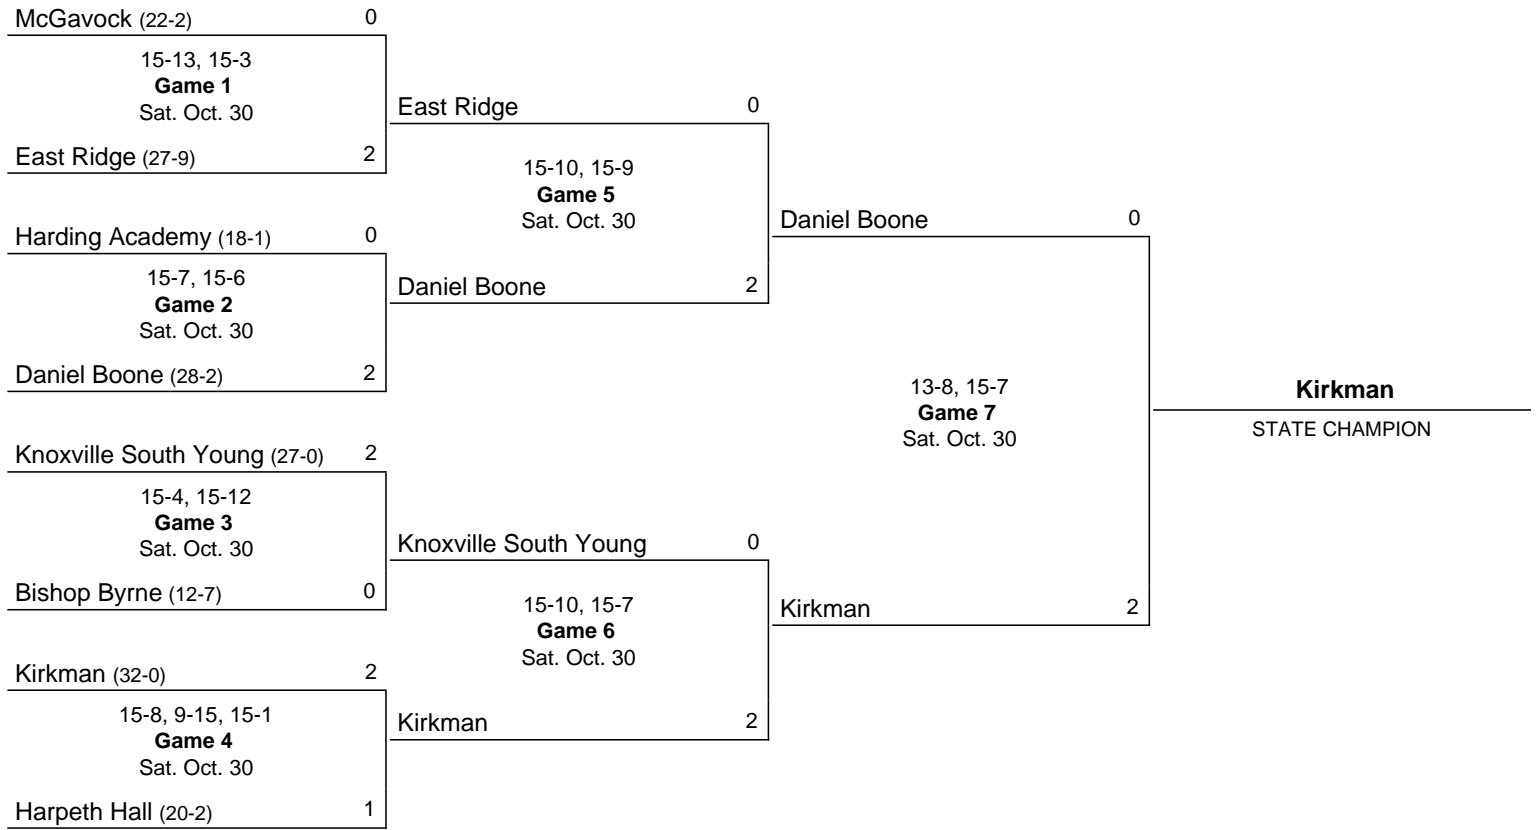 McGavock (22-2) 0
15-13, 15-3
Game 1
Sat. Oct. 30
East Ridge (27-9) 2
Harding Academy (18-1) 0
15-7, 15-6
Game 2
Sat. Oct. 30
Daniel Boone (28-2) 2
Knoxville South Young (27-0) 2
15-4, 15-12
Game 3
Sat. Oct. 30
Bishop Byrne (12-7) 0
Kirkman (32-0) 2
15-8, 9-15, 15-1
Game 4
Sat. Oct. 30
Harpeth Hall (20-2) 1
East Ridge 0
15-10, 15-9
Game 5
Sat. Oct. 30
Daniel Boone 2
Knoxville South Young 0
15-10, 15-7
Game 6
Sat. Oct. 30
Kirkman 2
Daniel Boone 0
13-8, 15-7
Game 7
Sat. Oct. 30
Kirkman 2
Kirkman
STATE CHAMPION